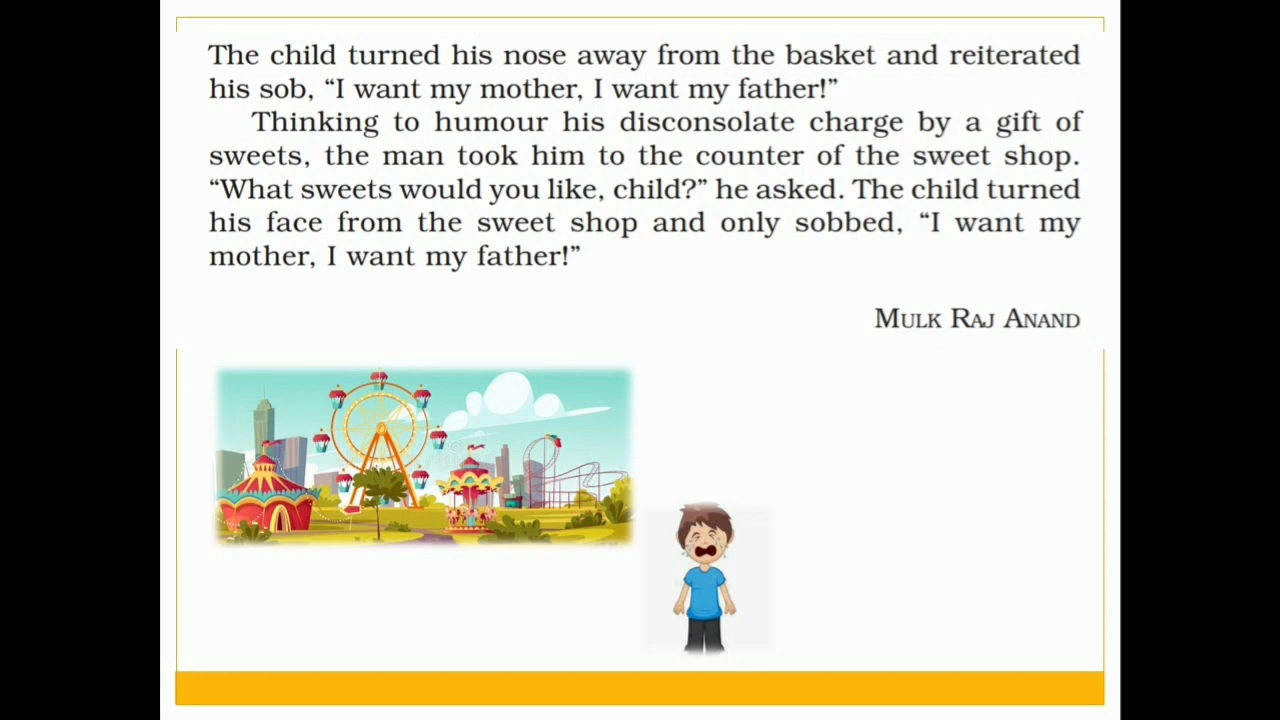 The child turned his nose away from the basket and reiterated
his sob, “I want my mother, I want my father!”
Thinking to humour his disconsolate charge by a gift of
sweets, the man took him to the counter of the sweet shop.
“What sweets would you like, child?” he asked. The child turned
his face from the sweet shop and only sobbed, “I want my
mother, I want my father!”
MULK RAJ ANAND